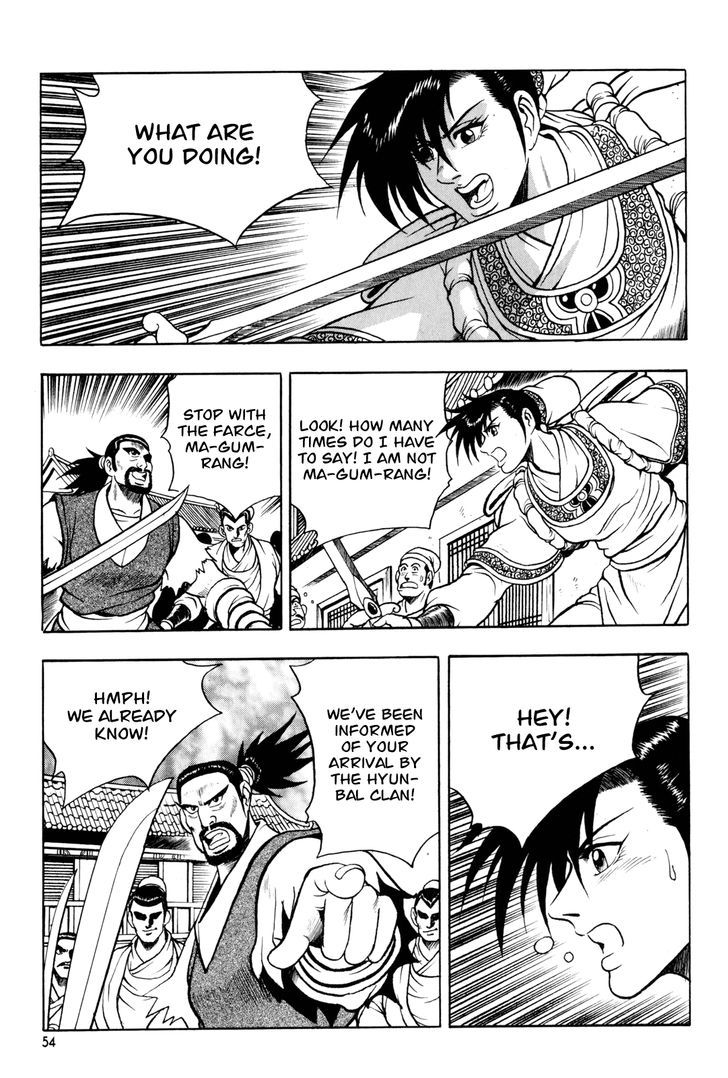 WHAT ARE
YOU DOING!
STOP WITH
THE FARCE,
MA-GUM-
RANG!
LOOK! HOW MANY
TIMES DO I HAVE
TO SAY! I AM NOT
MA-GUM-RANG!
HMPH!
WE ALREADY
KNOW!
WE'VE BEEN
INFORMED
OF YOUR
ARRIVAL BY
THE HYUN-
BAL CLAN!
HEY!
THAT'S...
54